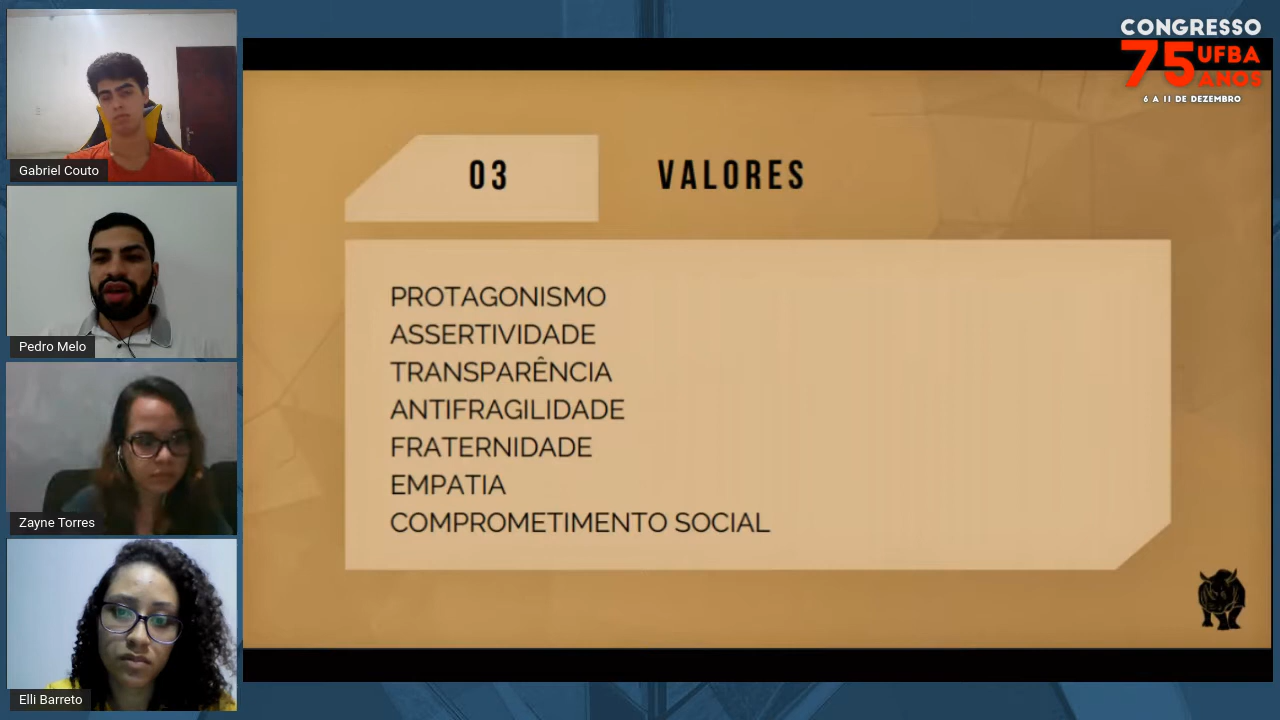 CONGRESSO
75 UFBA
ANOS
6 A 11 DE DEZEMBRO
Gabriel Couto
Pedro Melo
Zayne Torres
Elli Barreto
03 VALORES
PROTAGONISMO
ASSERTIVIDADE
TRANSPARÊNCIA
ANTIFRAGILIDADE
FRATERNIDADE
EMPATIA
COMPROMETIMENTO SOCIAL